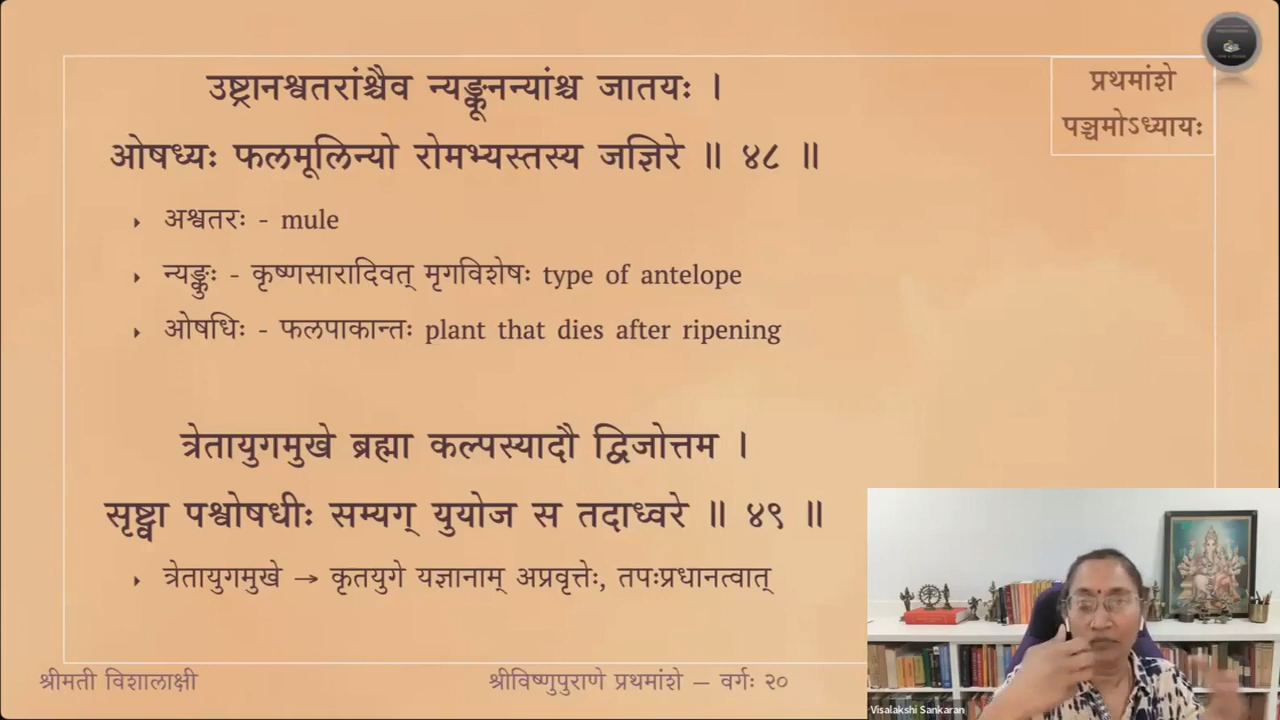 उष्ट्रानश्वतरांश्चैव न्यङ्कूनन्यांश्च जातयः ।
ओषध्यः फलमूलिन्यो रोमभ्यस्तस्य जज्ञिरे ॥ ४८ ॥
अश्वतरः - mule
न्यङ्कुः - कृष्णसारादिवत् मृगविशेषः type of antelope
ओषधिः - फलपाकान्तः plant that dies after ripening
त्रेतायुगमुखे ब्रह्मा कल्पस्यादौ द्विजोत्तम ।
सृष्ट्वा पश्वोषधीः सम्यग् युयोज स तदाध्वरे ॥ ४९ ॥
त्रेतायुगमुखे → कृतयुगे यज्ञानाम् अप्रवृत्तेः, तपःप्रधानत्वात्
प्रथमांशे
पञ्चमोऽध्यायः
श्रीमती विशालाक्षी
श्रीविष्णुपुराणे प्रथमांशे – वर्गः २०
Visalakshi Sankaran